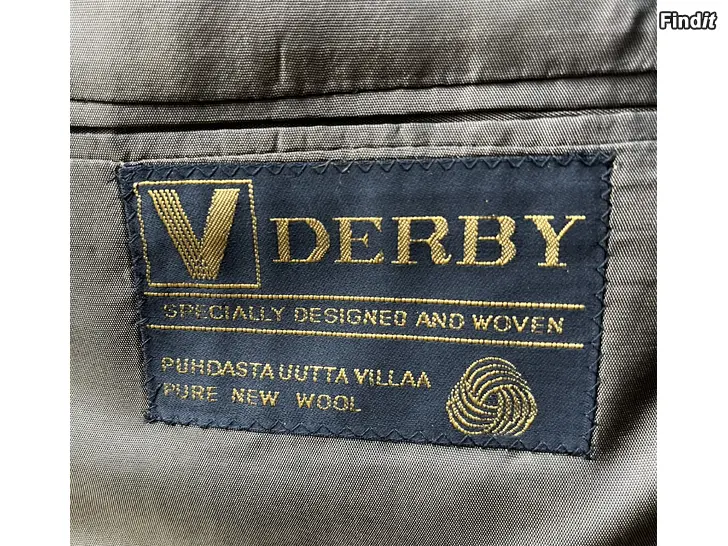 Findit
V DERBY
SPECIALLY DESIGNED AND WOVEN
PUHDASTA UUTTA VILLAA
PURE NEW WOOL